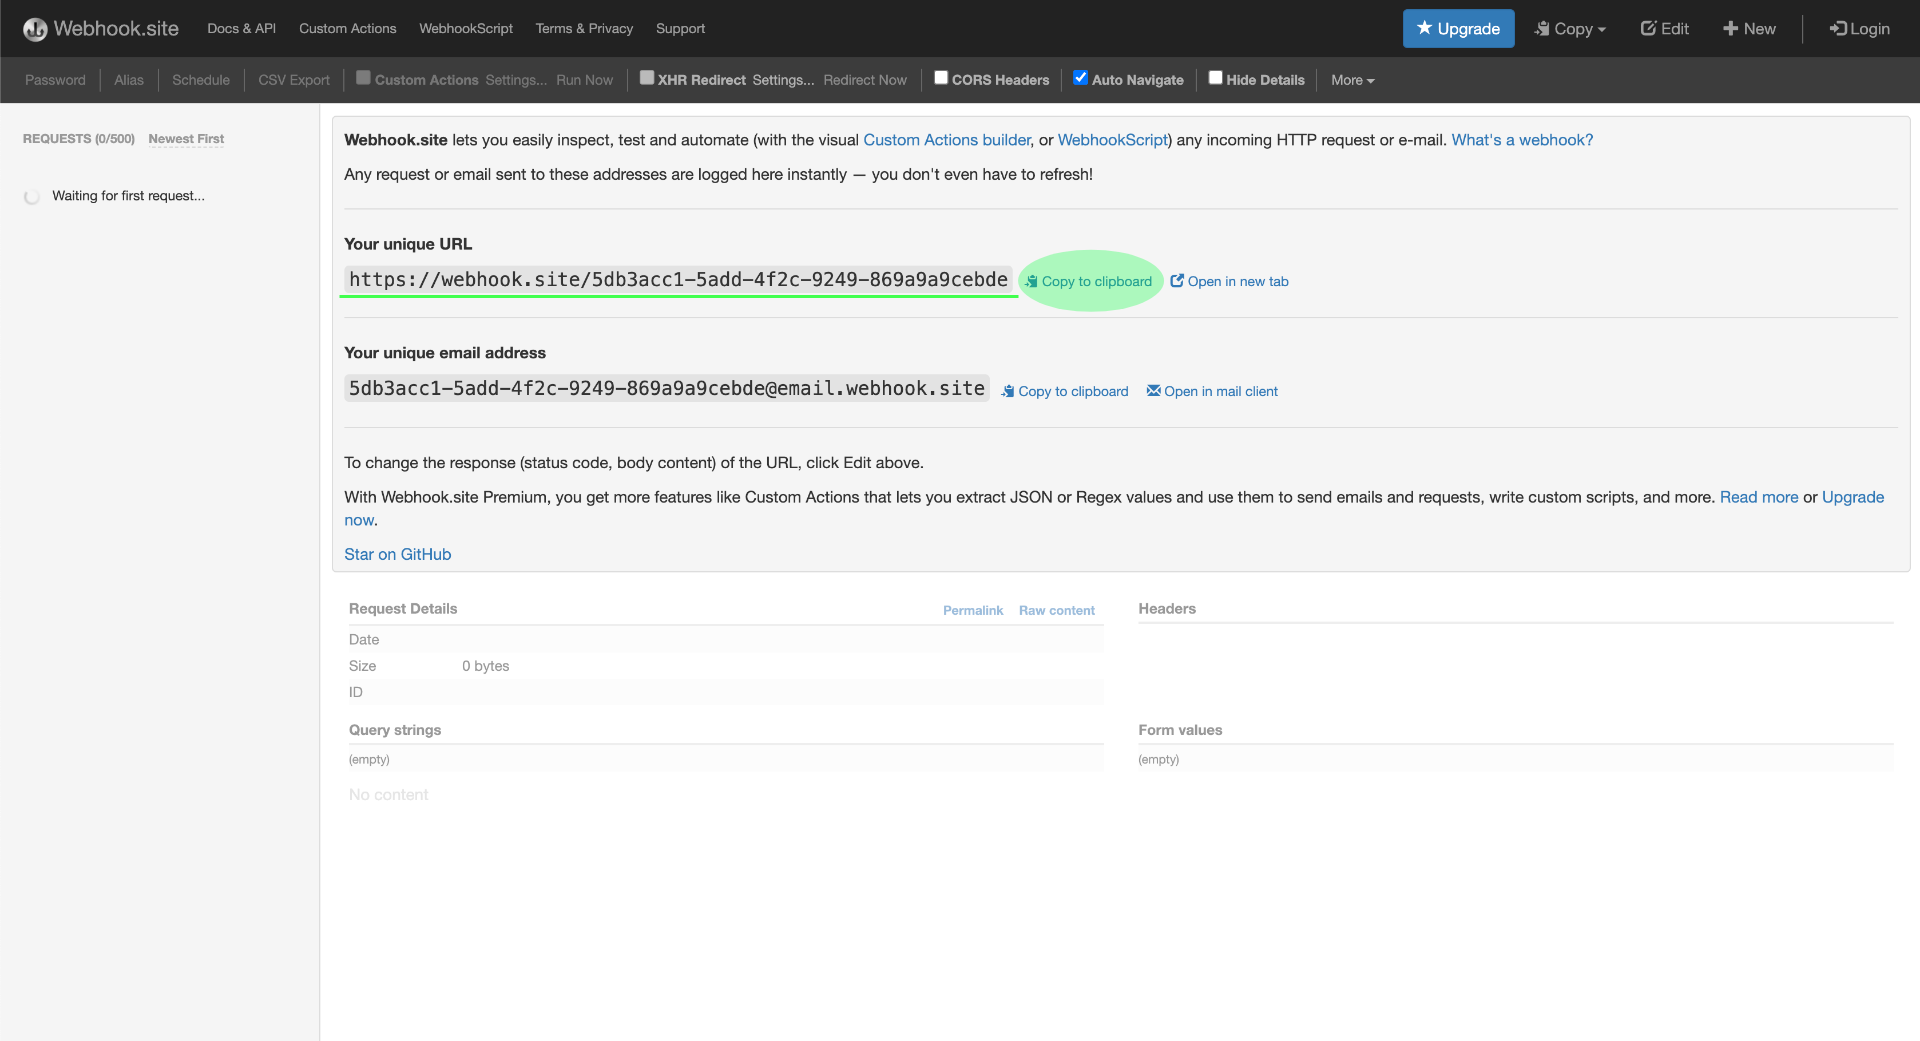 Webhook.site Docs & API Custom Actions WebhookScript Terms & Privacy Support Upgrade Copy Edit New Login
Password Alias Schedule CSV Export Custom Actions Settings... Run Now XHR Redirect Settings... Redirect Now CORS Headers Auto Navigate Hide Details More
REQUESTS (0/500) Newest First
Waiting for first request...
Webhook.site lets you easily inspect, test and automate (with the visual Custom Actions builder, or WebhookScript) any incoming HTTP request or e-mail. What's a webhook?
Any request or email sent to these addresses are logged here instantly — you don't even have to refresh!
Your unique URL
https://webhook.site/5db3acc1-5add-4f2c-9249-869a9a9cebde Copy to clipboard Open in new tab
Your unique email address
5db3acc1-5add-4f2c-9249-869a9a9cebde@email.webhook.site Copy to clipboard Open in mail client
To change the response (status code, body content) of the URL, click Edit above.
With Webhook.site Premium, you get more features like Custom Actions that lets you extract JSON or Regex values and use them to send emails and requests, write custom scripts, and more. Read more or Upgrade
now.
Star on GitHub
Request Details Permalink Raw content
Date
Size 0 bytes
ID
Headers
Query strings
(empty)
Form values
(empty)
No content